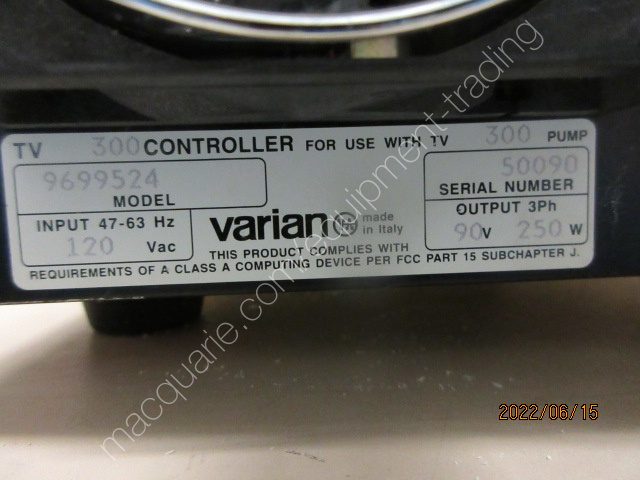 TV 300 CONTROLLER FOR USE WITH TV 300 PUMP
9699524
MODEL
50090
SERIAL NUMBER
INPUT 47-63 Hz
120 Vac
varian
made
in Italy
OUTPUT 3Ph
90V 250 W
THIS PRODUCT COMPLIES WITH
REQUIREMENTS OF A CLASS A COMPUTING DEVICE PER FCC PART 15 SUBCHAPTER J.
macquarie.com/equipment-trading
2022/06/15